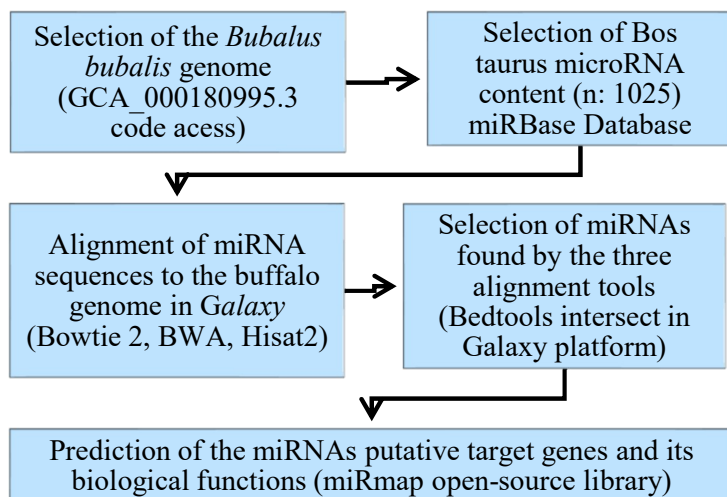 Selection of the Bubalus
bubalis genome
(GCA_000180995.3
code acess)
Selection of Bos
taurus microRNA
content (n: 1025)
miRBase Database
Alignment of miRNA
sequences to the buffalo
genome in Galaxy
(Bowtie 2, BWA, Hisat2)
Selection of miRNAs
found by the three
alignment tools
(Bedtools intersect in
Galaxy platform)
Prediction of the miRNAs putative target genes and its
biological functions (miRmap open-source library)